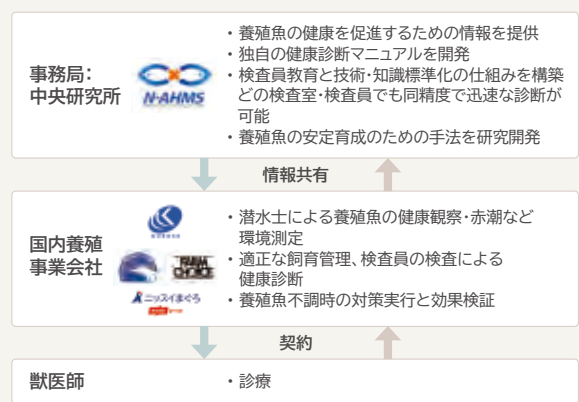 事務局：
中央研究所
N-AHMS
・養殖魚の健康を促進するための情報を提供
・独自の健康診断マニュアルを開発
・検査員教育と技術・知識標準化の仕組みを構築
どの検査室・検査員でも同精度で迅速な診断が
可能
・養殖魚の安定育成のための手法を研究開発
情報共有
国内養殖
事業会社
FARM
CHOICE
ニッスイまぐろ
・潜水士による養殖魚の健康観察・赤潮など
環境測定
・適正な飼育管理、検査員の検査による
健康診断
・養殖魚不調時の対策実行と効果検証
契約
獣医師
・診療